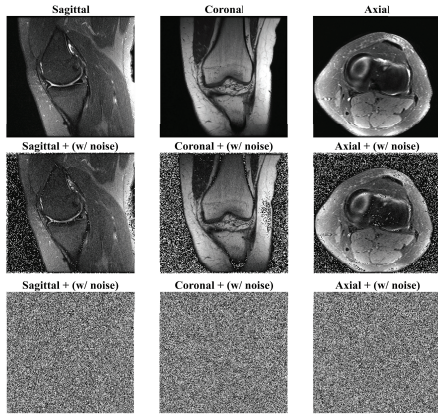 Sagittal
Coronal
Axial
Sagittal + (w/ noise)
Coronal + (w/ noise)
Axial + (w/ noise)
Sagittal + (w/ noise)
Coronal + (w/ noise)
Axial + (w/ noise)